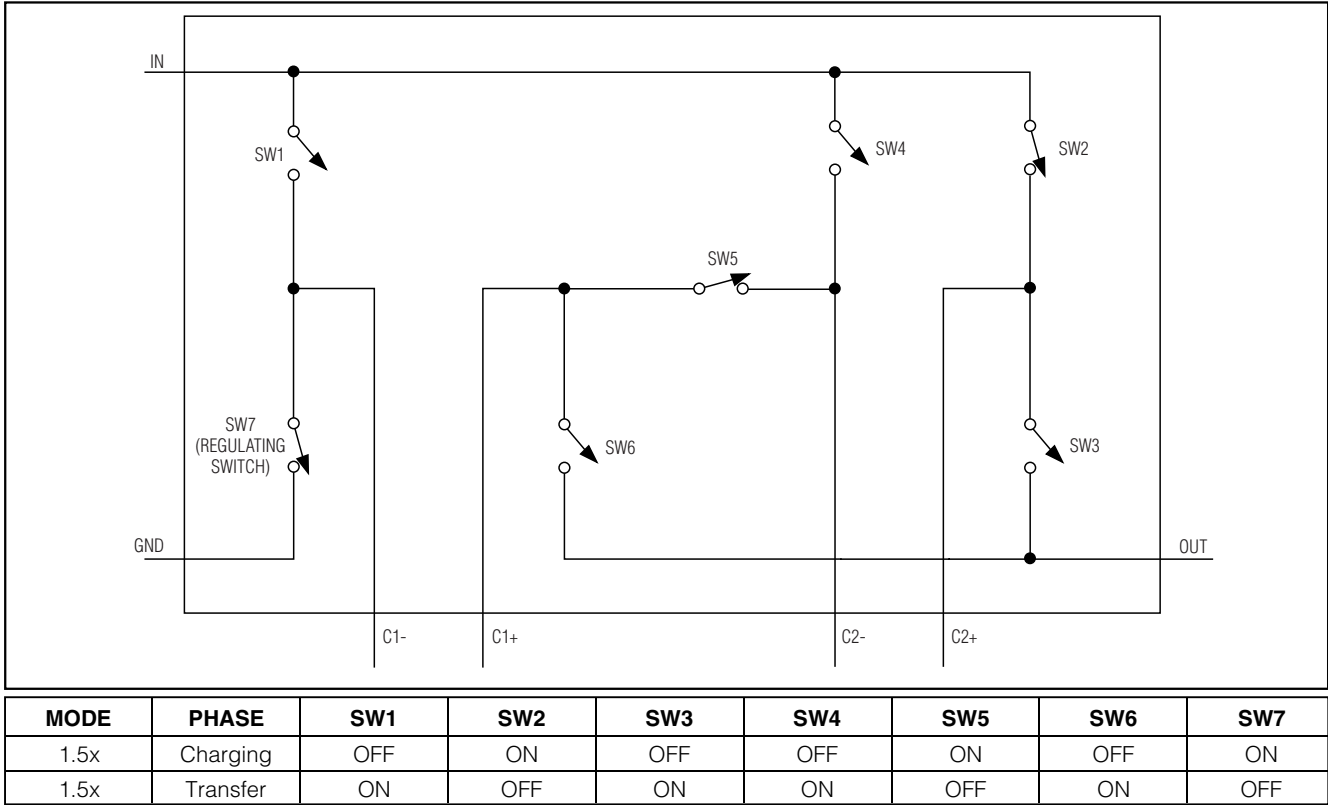 IN
SW1
SW4
SW2
SW5
SW7
(REGULATING
SWITCH)
SW6
SW3
GND
OUT
C1-
C1+
C2-
C2+
MODE PHASE SW1 SW2 SW3 SW4 SW5 SW6 SW7
1.5x Charging OFF ON OFF OFF ON OFF ON
1.5x Transfer ON OFF ON ON OFF ON OFF